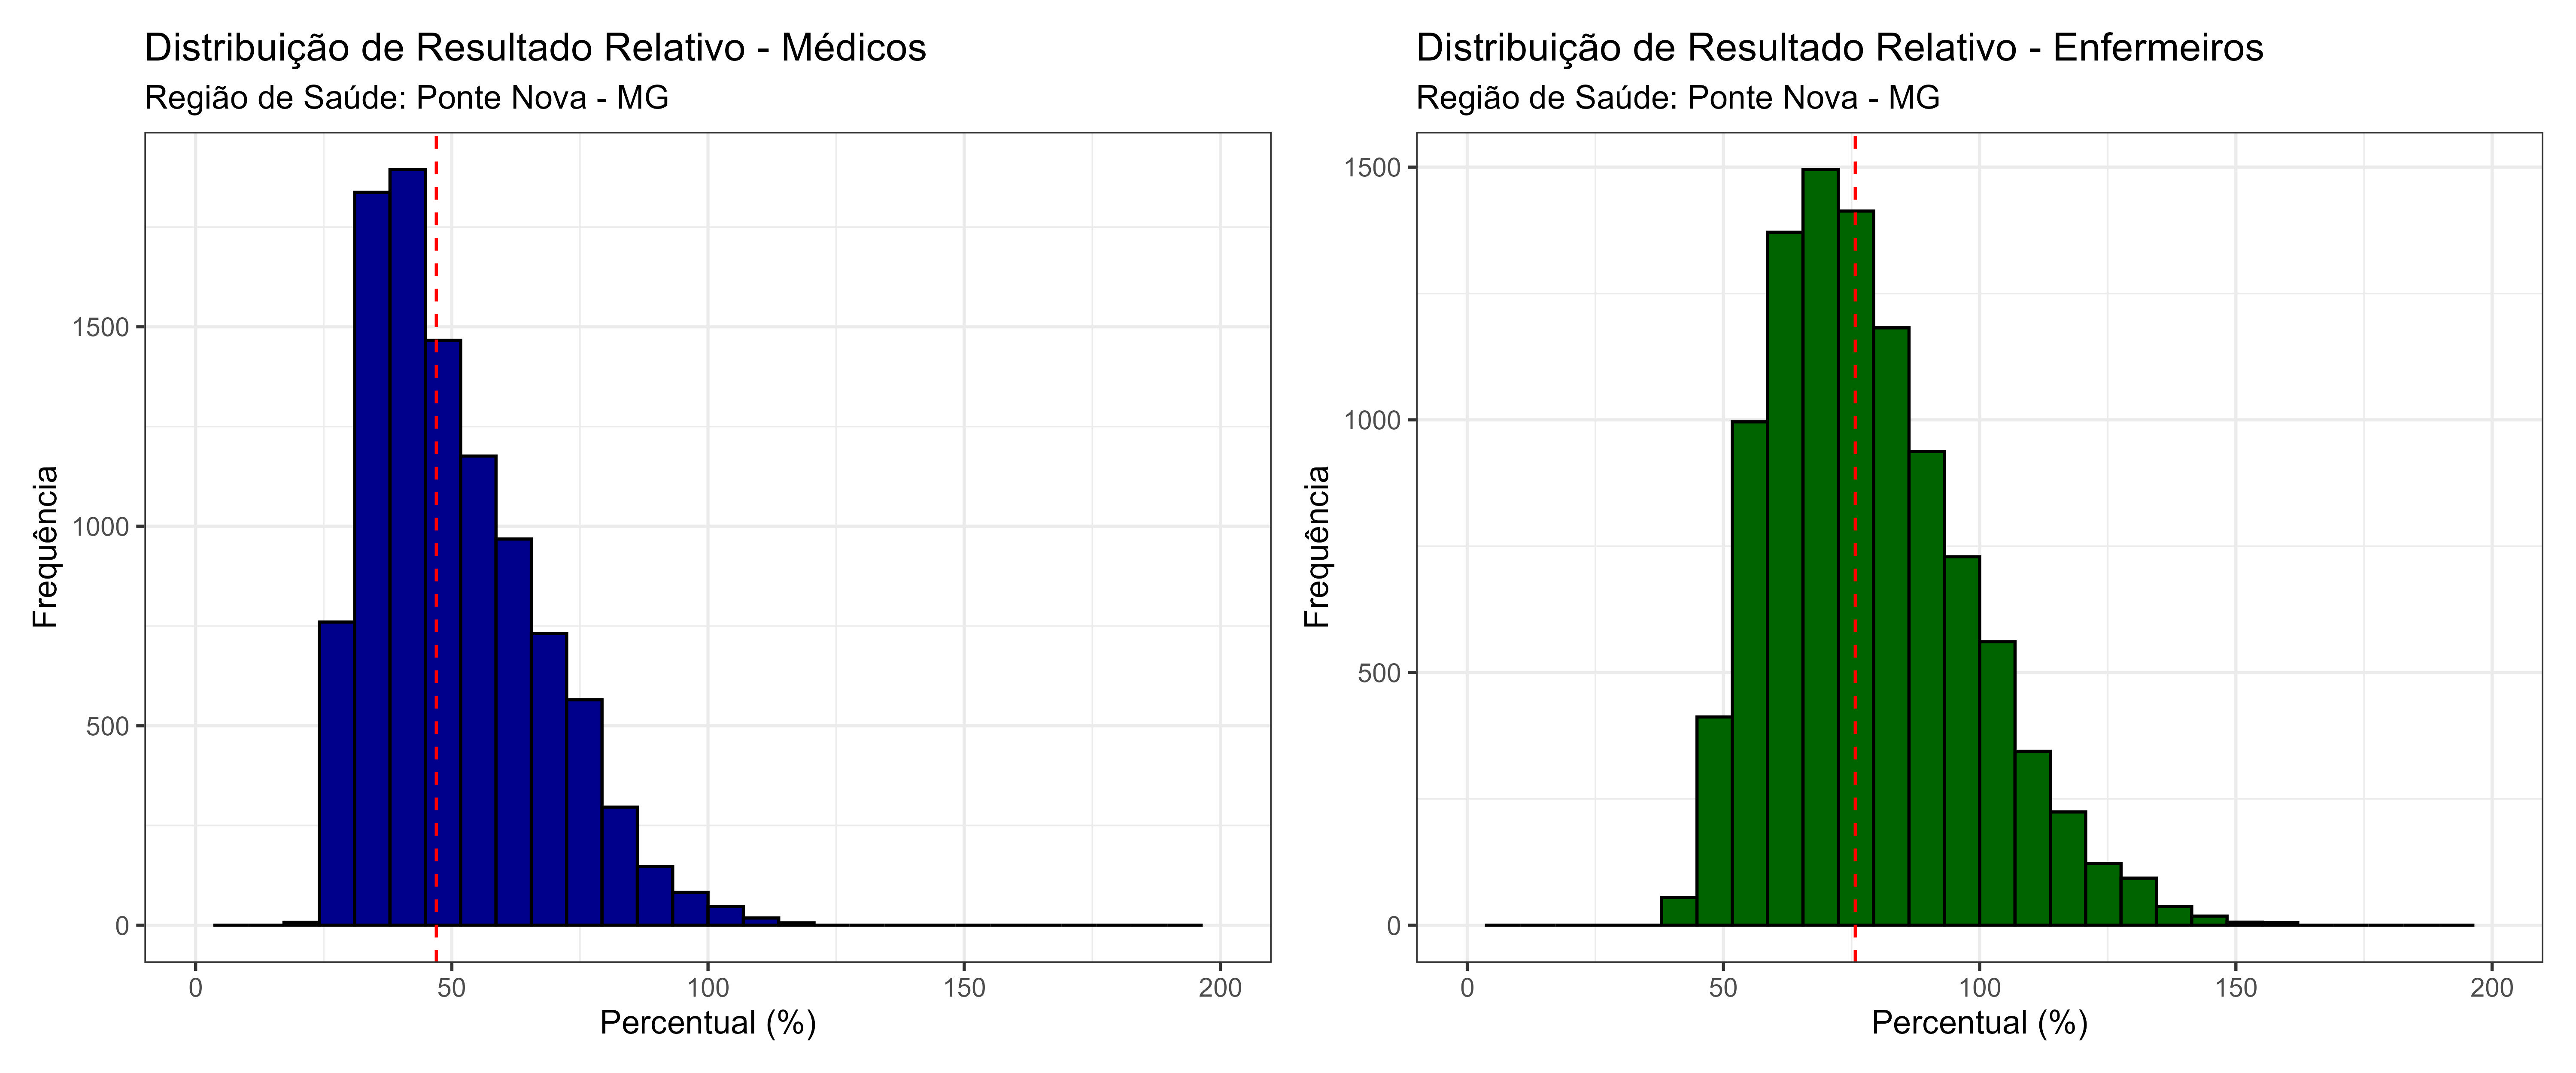 Distribuição de Resultado Relativo - Médicos
Região de Saúde: Ponte Nova - MG
Frequência
1500
1000
500
0
0 50 100 150 200
Percentual (%)
Distribuição de Resultado Relativo - Enfermeiros
Região de Saúde: Ponte Nova - MG
Frequência
1500
1000
500
0
0 50 100 150 200
Percentual (%)